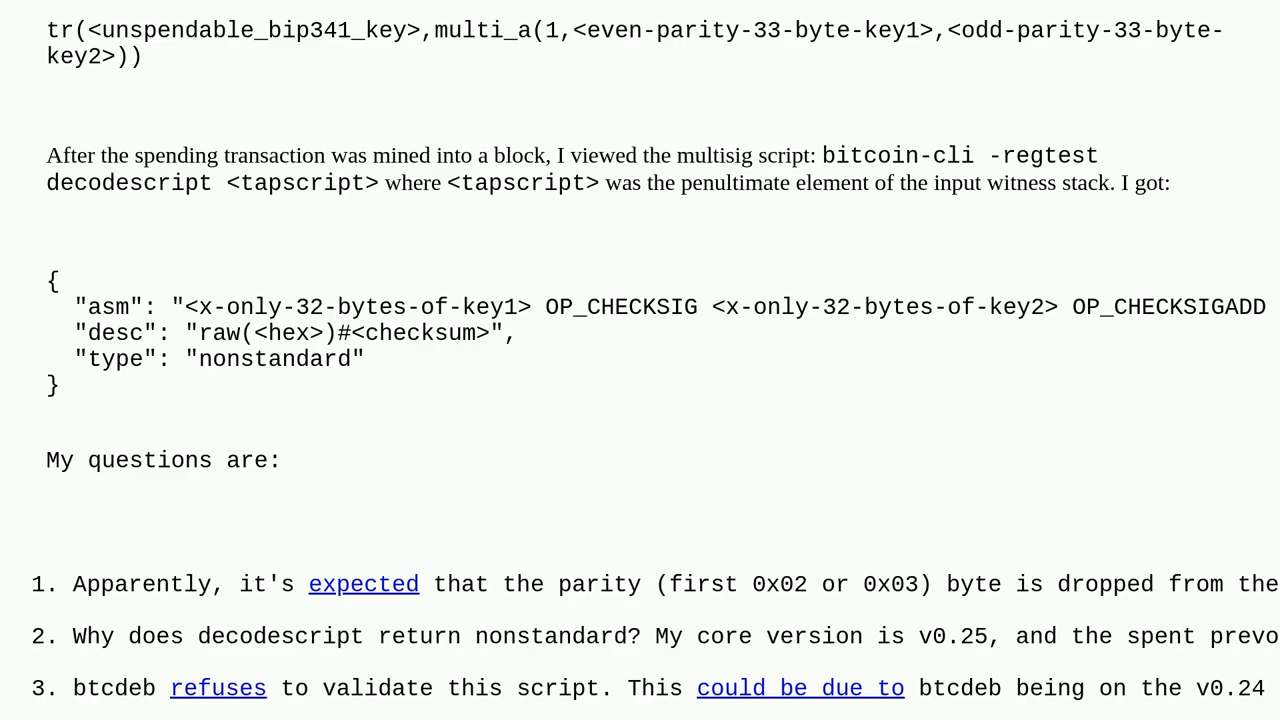 tr(<unspendable_bip341_key>,multi_a(1,<even-parity-33-byte-key1>,<odd-parity-33-byte-
key2>))
After the spending transaction was mined into a block, I viewed the multisig script: bitcoin-cli -regtest
decodescript <tapscript> where <tapscript> was the penultimate element of the input witness stack. I got:
{
  "asm": "<x-only-32-bytes-of-key1> OP_CHECKSIG <x-only-32-bytes-of-key2> OP_CHECKSIGADD
  "desc": "raw(<hex>)#<checksum>",
  "type": "nonstandard"
}
My questions are:
1. Apparently, it's expected that the parity (first 0x02 or 0x03) byte is dropped from the
2. Why does decodescript return nonstandard? My core version is v0.25, and the spent prevo
3. btcdeb refuses to validate this script. This could be due to btcdeb being on the v0.24